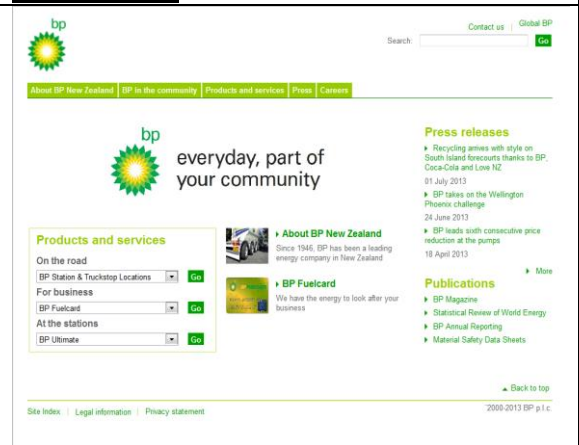 bp
Contact us | Global BP
Search: Go
About BP New Zealand | BP in the community | Products and services | Press | Careers
bp
everyday, part of
your community
Products and services
On the road
BP Station & Truckstop Locations Go
For business
BP Fuelcard Go
At the stations
BP Ultimate Go
About BP New Zealand
Since 1946, BP has been a leading
energy company in New Zealand
BP Fuelcard
We have the energy to look after your
business
Press releases
Recycling arrives with style on
South Island forecourts thanks to BP,
Coca-Cola and Love NZ
01 July 2013
BP takes on the Wellington
Phoenix challenge
24 June 2013
BP leads sixth consecutive price
reduction at the pumps
18 April 2013
More
Publications
BP Magazine
Statistical Review of World Energy
BP Annual Reporting
Material Safety Data Sheets
Back to top
Site Index | Legal information | Privacy statement
2000-2013 BP p.l.c.